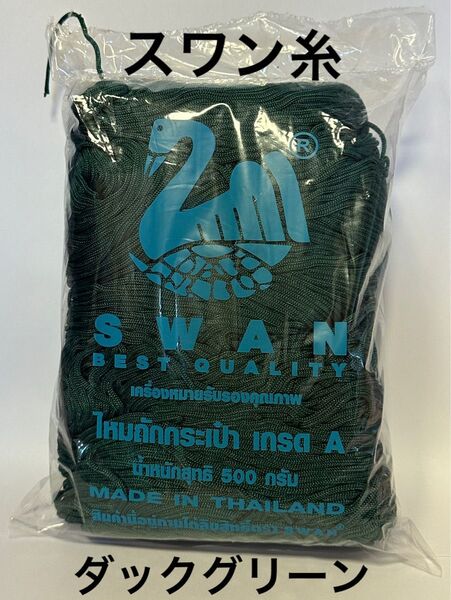 スワン糸
®
SWAN
BEST QUALITY
เครื่องหมายรับรองคุณภาพ
ไหมถักกระเป๋า เกรด A
น้ำหนักสุทธิ 500 กรัม
MADE IN THAILAND
SWAN
ダックグリーン